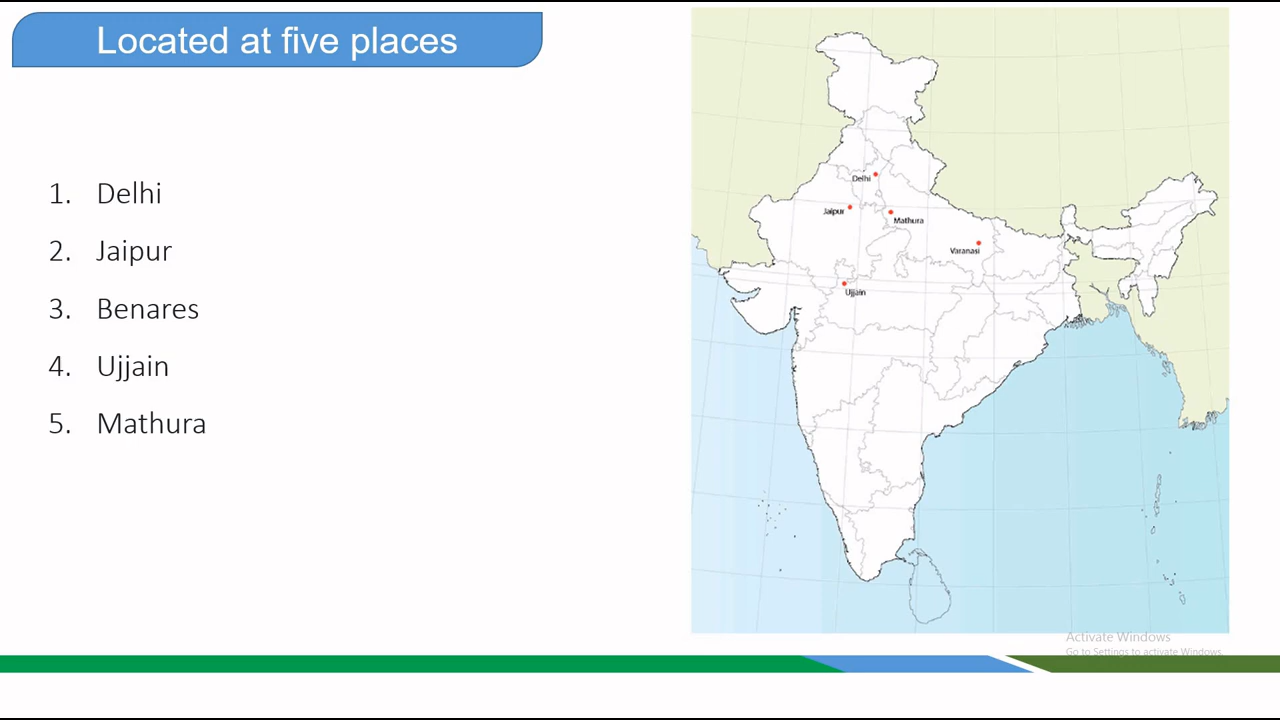 Located at five places
1. Delhi
2. Jaipur
3. Benares
4. Ujjain
5. Mathura
Delhi
Jaipur
Mathura
Varanasi
Ujjain
Activate Windows
Go to Settings to activate Windows.